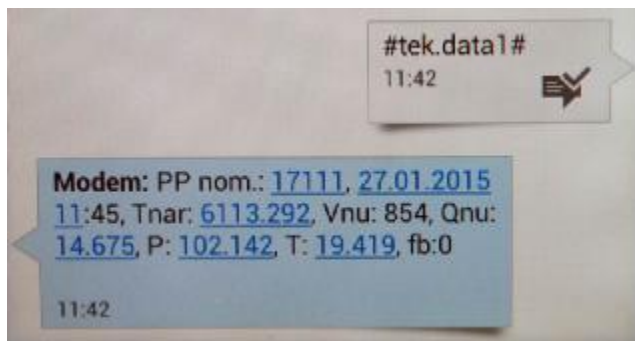 #tek.data1#
11:42
Modem: PP nom.: 17111, 27.01.2015
11:45, Tnar: 6113.292, Vnu: 854, Qnu:
14.675, P: 102.142, T: 19.419, fb:0
11:42